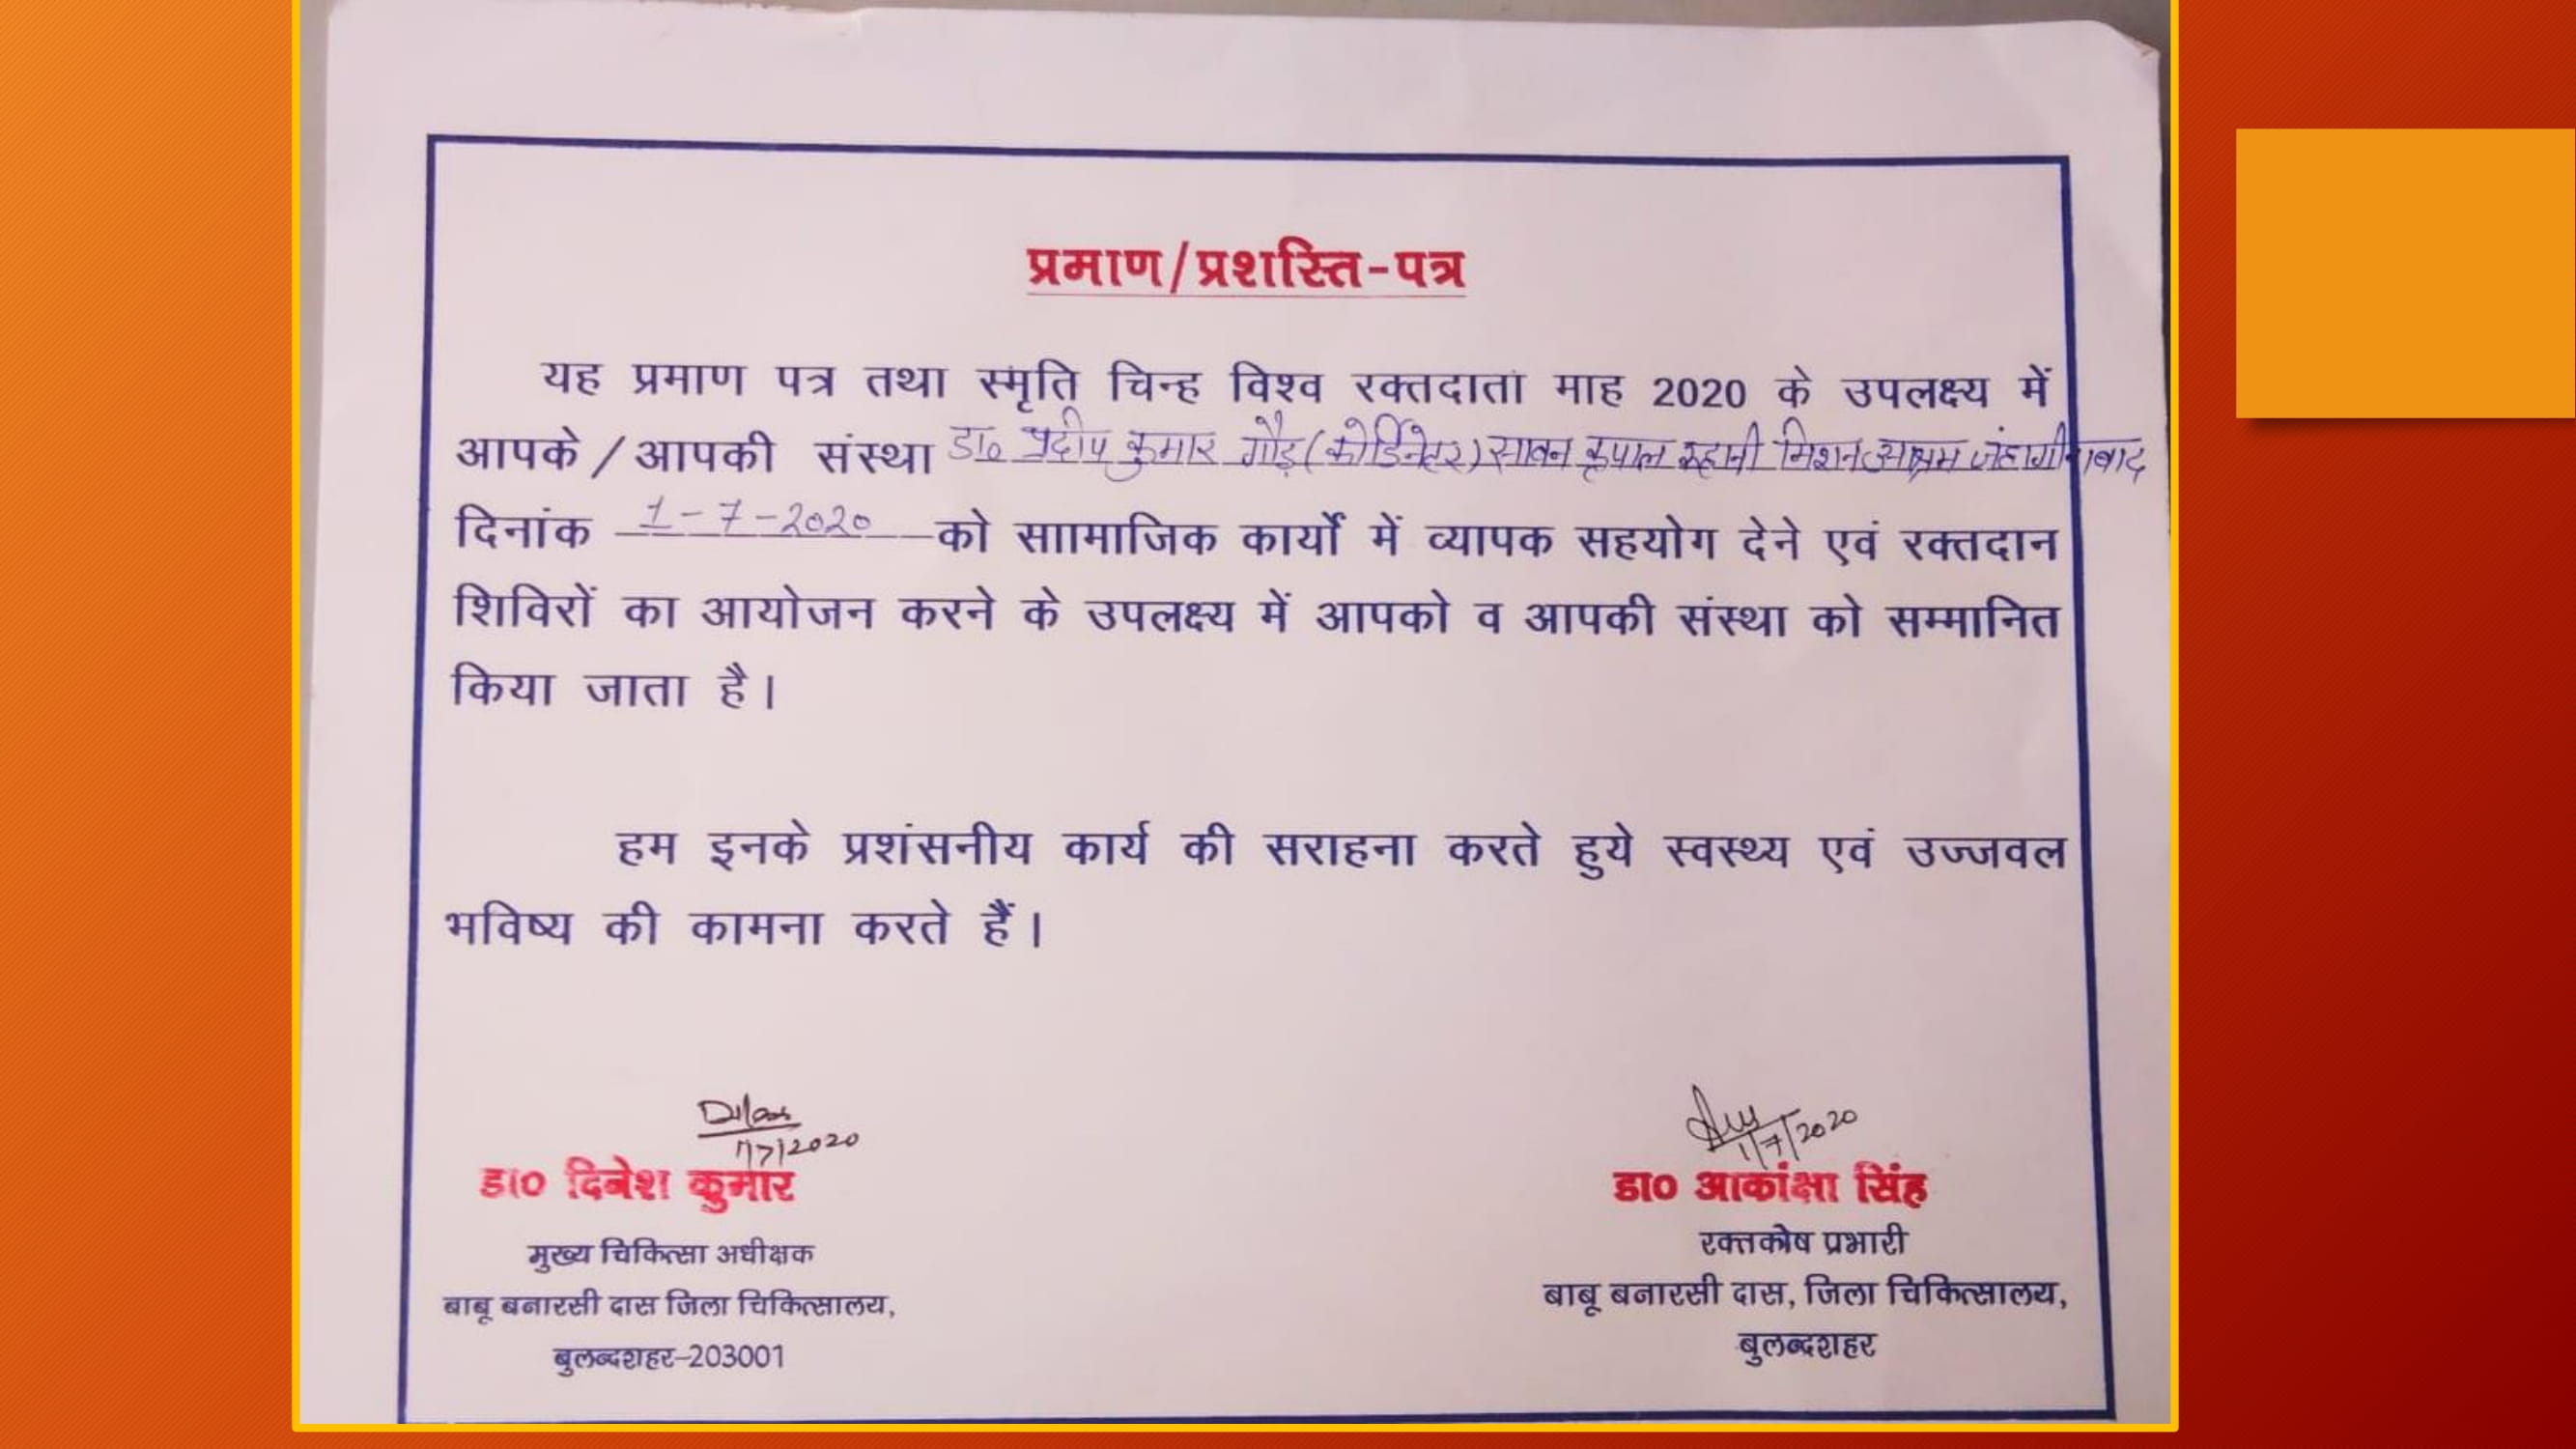 प्रमाण/प्रशस्ति-पत्र
यह प्रमाण पत्र तथा स्मृति चिन्ह विश्व रक्तदाता माह 2020 के उपलक्ष्य में
आपके/आपकी संस्था डा० प्रदीप कुमार गौड़ (कोर्डिनेटर) सावन कृपाल रूहानी मिशन आश्रम जंहागीराबाद
दिनांक 1-7-2020 को साामाजिक कार्यों में व्यापक सहयोग देने एवं रक्तदान
शिविरों का आयोजन करने के उपलक्ष्य में आपको व आपकी संस्था को सम्मानित
किया जाता है।
हम इनके प्रशंसनीय कार्य की सराहना करते हुये स्वस्थ्य एवं उज्जवल
भविष्य की कामना करते हैं।
1/7/2020
1/7/2020
डा० दिनेश कुमार
मुख्य चिकित्सा अधीक्षक
बाबू बनारसी दास जिला चिकित्सालय,
बुलन्दशहर-203001
डा० आकांक्षा सिंह
रक्तकोष प्रभारी
बाबू बनारसी दास, जिला चिकित्सालय,
बुलन्दशहर